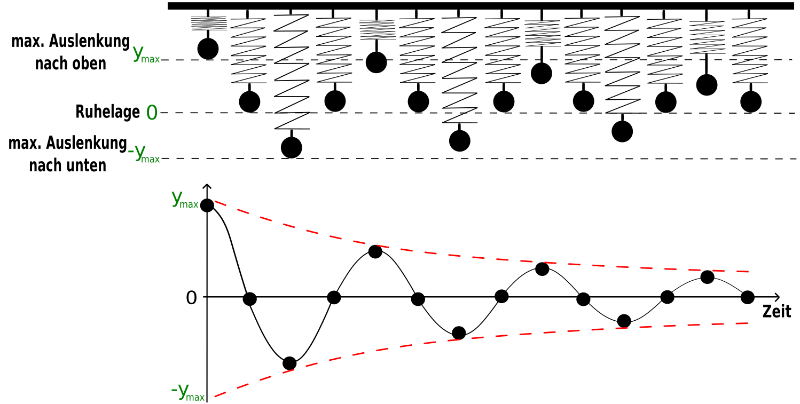 max. Auslenkung
nach oben
ymax
Ruhelage 0
max. Auslenkung
nach unten
-ymax
ymax
0
Zeit
-ymax